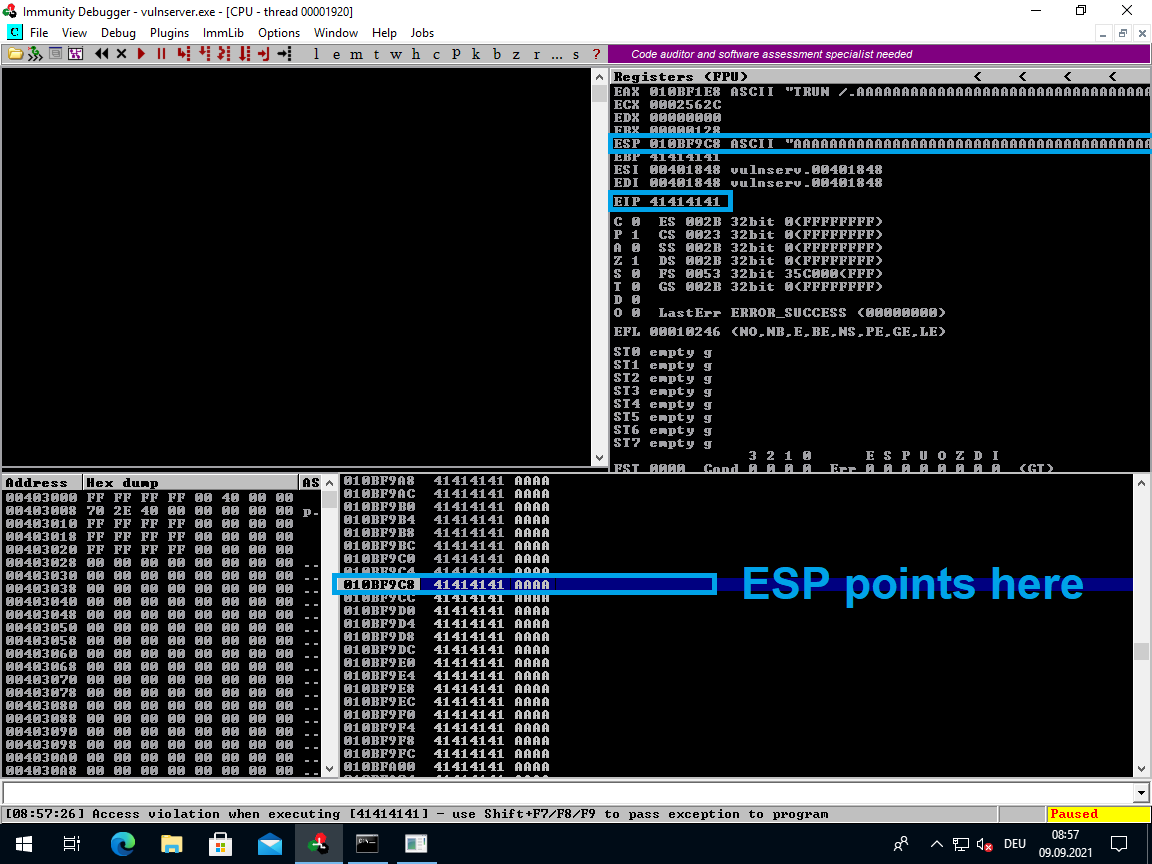 Immunity Debugger - vulnserver.exe - [CPU - thread 00001920]
File View Debug Plugins ImmLib Options Window Help Jobs
l e m t w h c P k b z r ... s ?
Code auditor and software assessment specialist needed
Registers (FPU) < < < <
EAX 010BF1E8 ASCII "TRUN /.AAAAAAAAAAAAAAAAAAAAAAAAAAAAAAAAA
ECX 0002562C
EDX 00000000
EBX 00000128
ESP 010BF9C8 ASCII "AAAAAAAAAAAAAAAAAAAAAAAAAAAAAAAAAAAAAAAA
EBP 41414141
ESI 00401848 vulnserv.00401848
EDI 00401848 vulnserv.00401848
EIP 41414141
C 0 ES 002B 32bit 0(FFFFFFFF)
P 1 CS 0023 32bit 0(FFFFFFFF)
A 0 SS 002B 32bit 0(FFFFFFFF)
Z 1 DS 002B 32bit 0(FFFFFFFF)
S 0 FS 0053 32bit 35C000(FFF)
T 0 GS 002B 32bit 0(FFFFFFFF)
D 0
O 0 LastErr ERROR_SUCCESS (00000000)
EFL 00010246 (NO,NB,E,BE,NS,PE,GE,LE)
ST0 empty g
ST1 empty g
ST2 empty g
ST3 empty g
ST4 empty g
ST5 empty g
ST6 empty g
ST7 empty g
3 2 1 0 E S P U O Z D I
FST 0000 Cond 0 0 0 0 Err 0 0 0 0 0 0 0 0 (GT)
Address Hex dump AS
00403000 FF FF FF FF 00 40 00 00
00403008 70 2E 40 00 00 00 00 00 p.
00403010 FF FF FF FF 00 00 00 00
00403018 FF FF FF FF 00 00 00 00
00403020 FF FF FF FF 00 00 00 00
00403028 00 00 00 00 00 00 00 00 ..
00403030 00 00 00 00 00 00 00 00 ..
00403038 00 00 00 00 00 00 00 00 ..
00403040 00 00 00 00 00 00 00 00 ..
00403048 00 00 00 00 00 00 00 00 ..
00403050 00 00 00 00 00 00 00 00 ..
00403058 00 00 00 00 00 00 00 00 ..
00403060 00 00 00 00 00 00 00 00 ..
00403068 00 00 00 00 00 00 00 00 ..
00403070 00 00 00 00 00 00 00 00 ..
00403078 00 00 00 00 00 00 00 00 ..
00403080 00 00 00 00 00 00 00 00 ..
00403088 00 00 00 00 00 00 00 00 ..
00403090 00 00 00 00 00 00 00 00 ..
00403098 00 00 00 00 00 00 00 00 ..
004030A0 00 00 00 00 00 00 00 00 ..
004030A8 00 00 00 00 00 00 00 00 ..
010BF9A8 41414141 AAAA
010BF9AC 41414141 AAAA
010BF9B0 41414141 AAAA
010BF9B4 41414141 AAAA
010BF9B8 41414141 AAAA
010BF9BC 41414141 AAAA
010BF9C0 41414141 AAAA
010BF9C4 41414141 AAAA
010BF9C8 41414141 AAAA
ESP points here
010BF9CC 41414141 AAAA
010BF9D0 41414141 AAAA
010BF9D4 41414141 AAAA
010BF9D8 41414141 AAAA
010BF9DC 41414141 AAAA
010BF9E0 41414141 AAAA
010BF9E4 41414141 AAAA
010BF9E8 41414141 AAAA
010BF9EC 41414141 AAAA
010BF9F0 41414141 AAAA
010BF9F4 41414141 AAAA
010BF9F8 41414141 AAAA
010BF9FC 41414141 AAAA
010BFA00 41414141 AAAA
[08:57:26] Access violation when executing [41414141] - use Shift+F7/F8/F9 to pass exception to program
Paused
DEU
08:57
09.09.2021